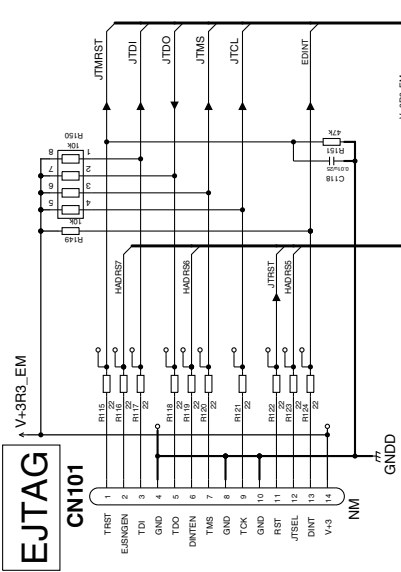 JTMRST
JTDI
JTDO
JTMS
JTCL
EDINT
R150
10k
8
7
6
5
1
2
3
4
10k
R149
47k
R151
0.01u/25
C118
HADRS7
HADRS6
JTRST
HADRS5
V+3R3_EM
R115
22
R116
22
R117
22
R118
22
R119
22
R120
22
R121
22
R122
22
R123
22
R124
22
EJTAG
CN101
TRST 1
EJSNGEN 2
TDI 3
GND 4
TDO 5
DINTEN 6
TMS 7
GND 8
TCK 9
GND 10
RST 11
JTSEL 12
DINT 13
V+3 14
NM
GNDD